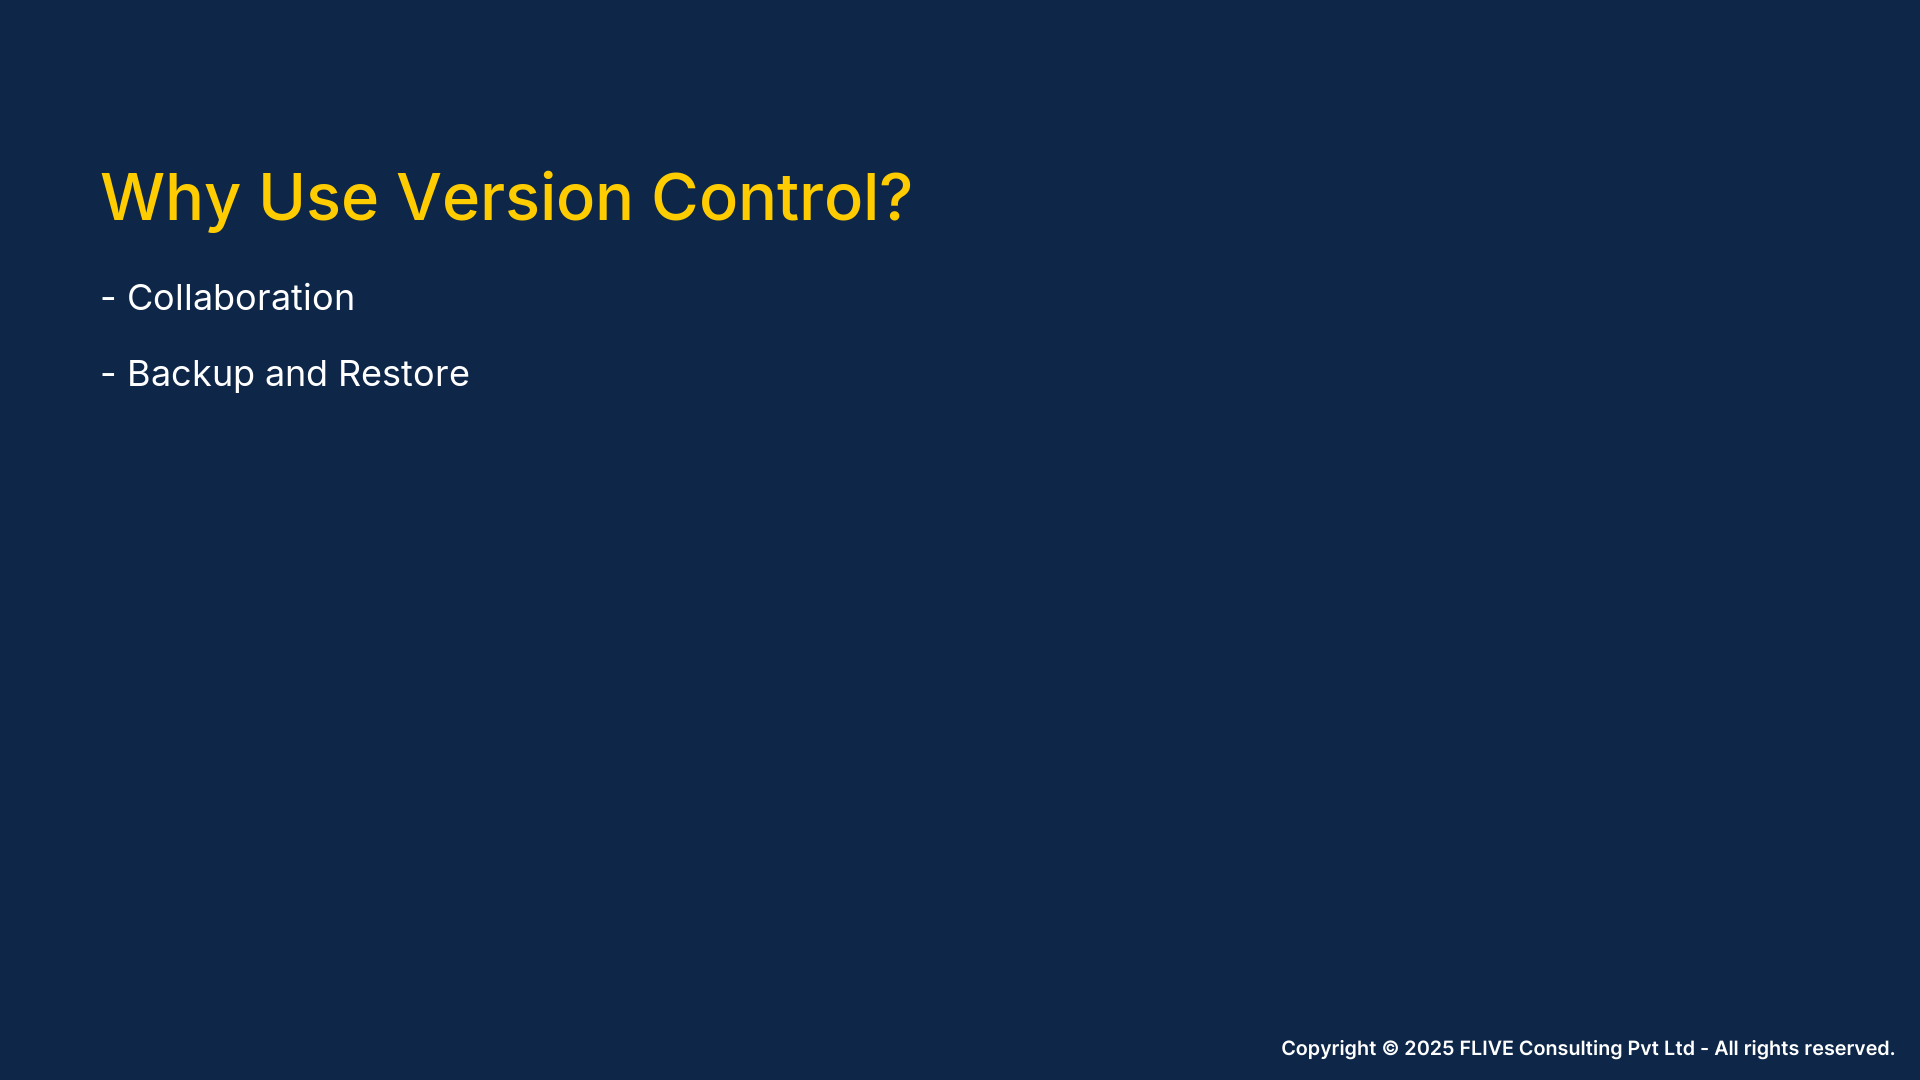 Why Use Version Control?
- Collaboration
- Backup and Restore
Copyright © 2025 FLIVE Consulting Pvt Ltd - All rights reserved.